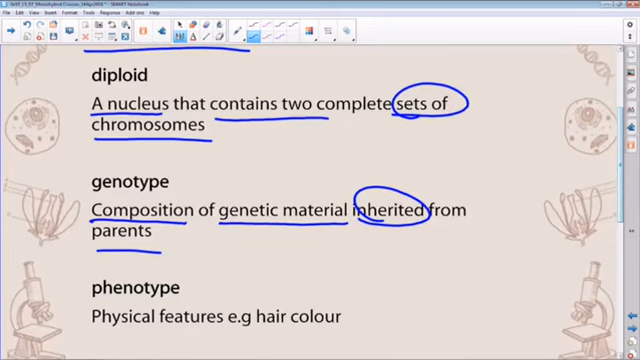 diploid
A nucleus that contains two complete sets of
chromosomes
genotype
Composition of genetic material inherited from
parents
phenotype
Physical features e.g hair colour